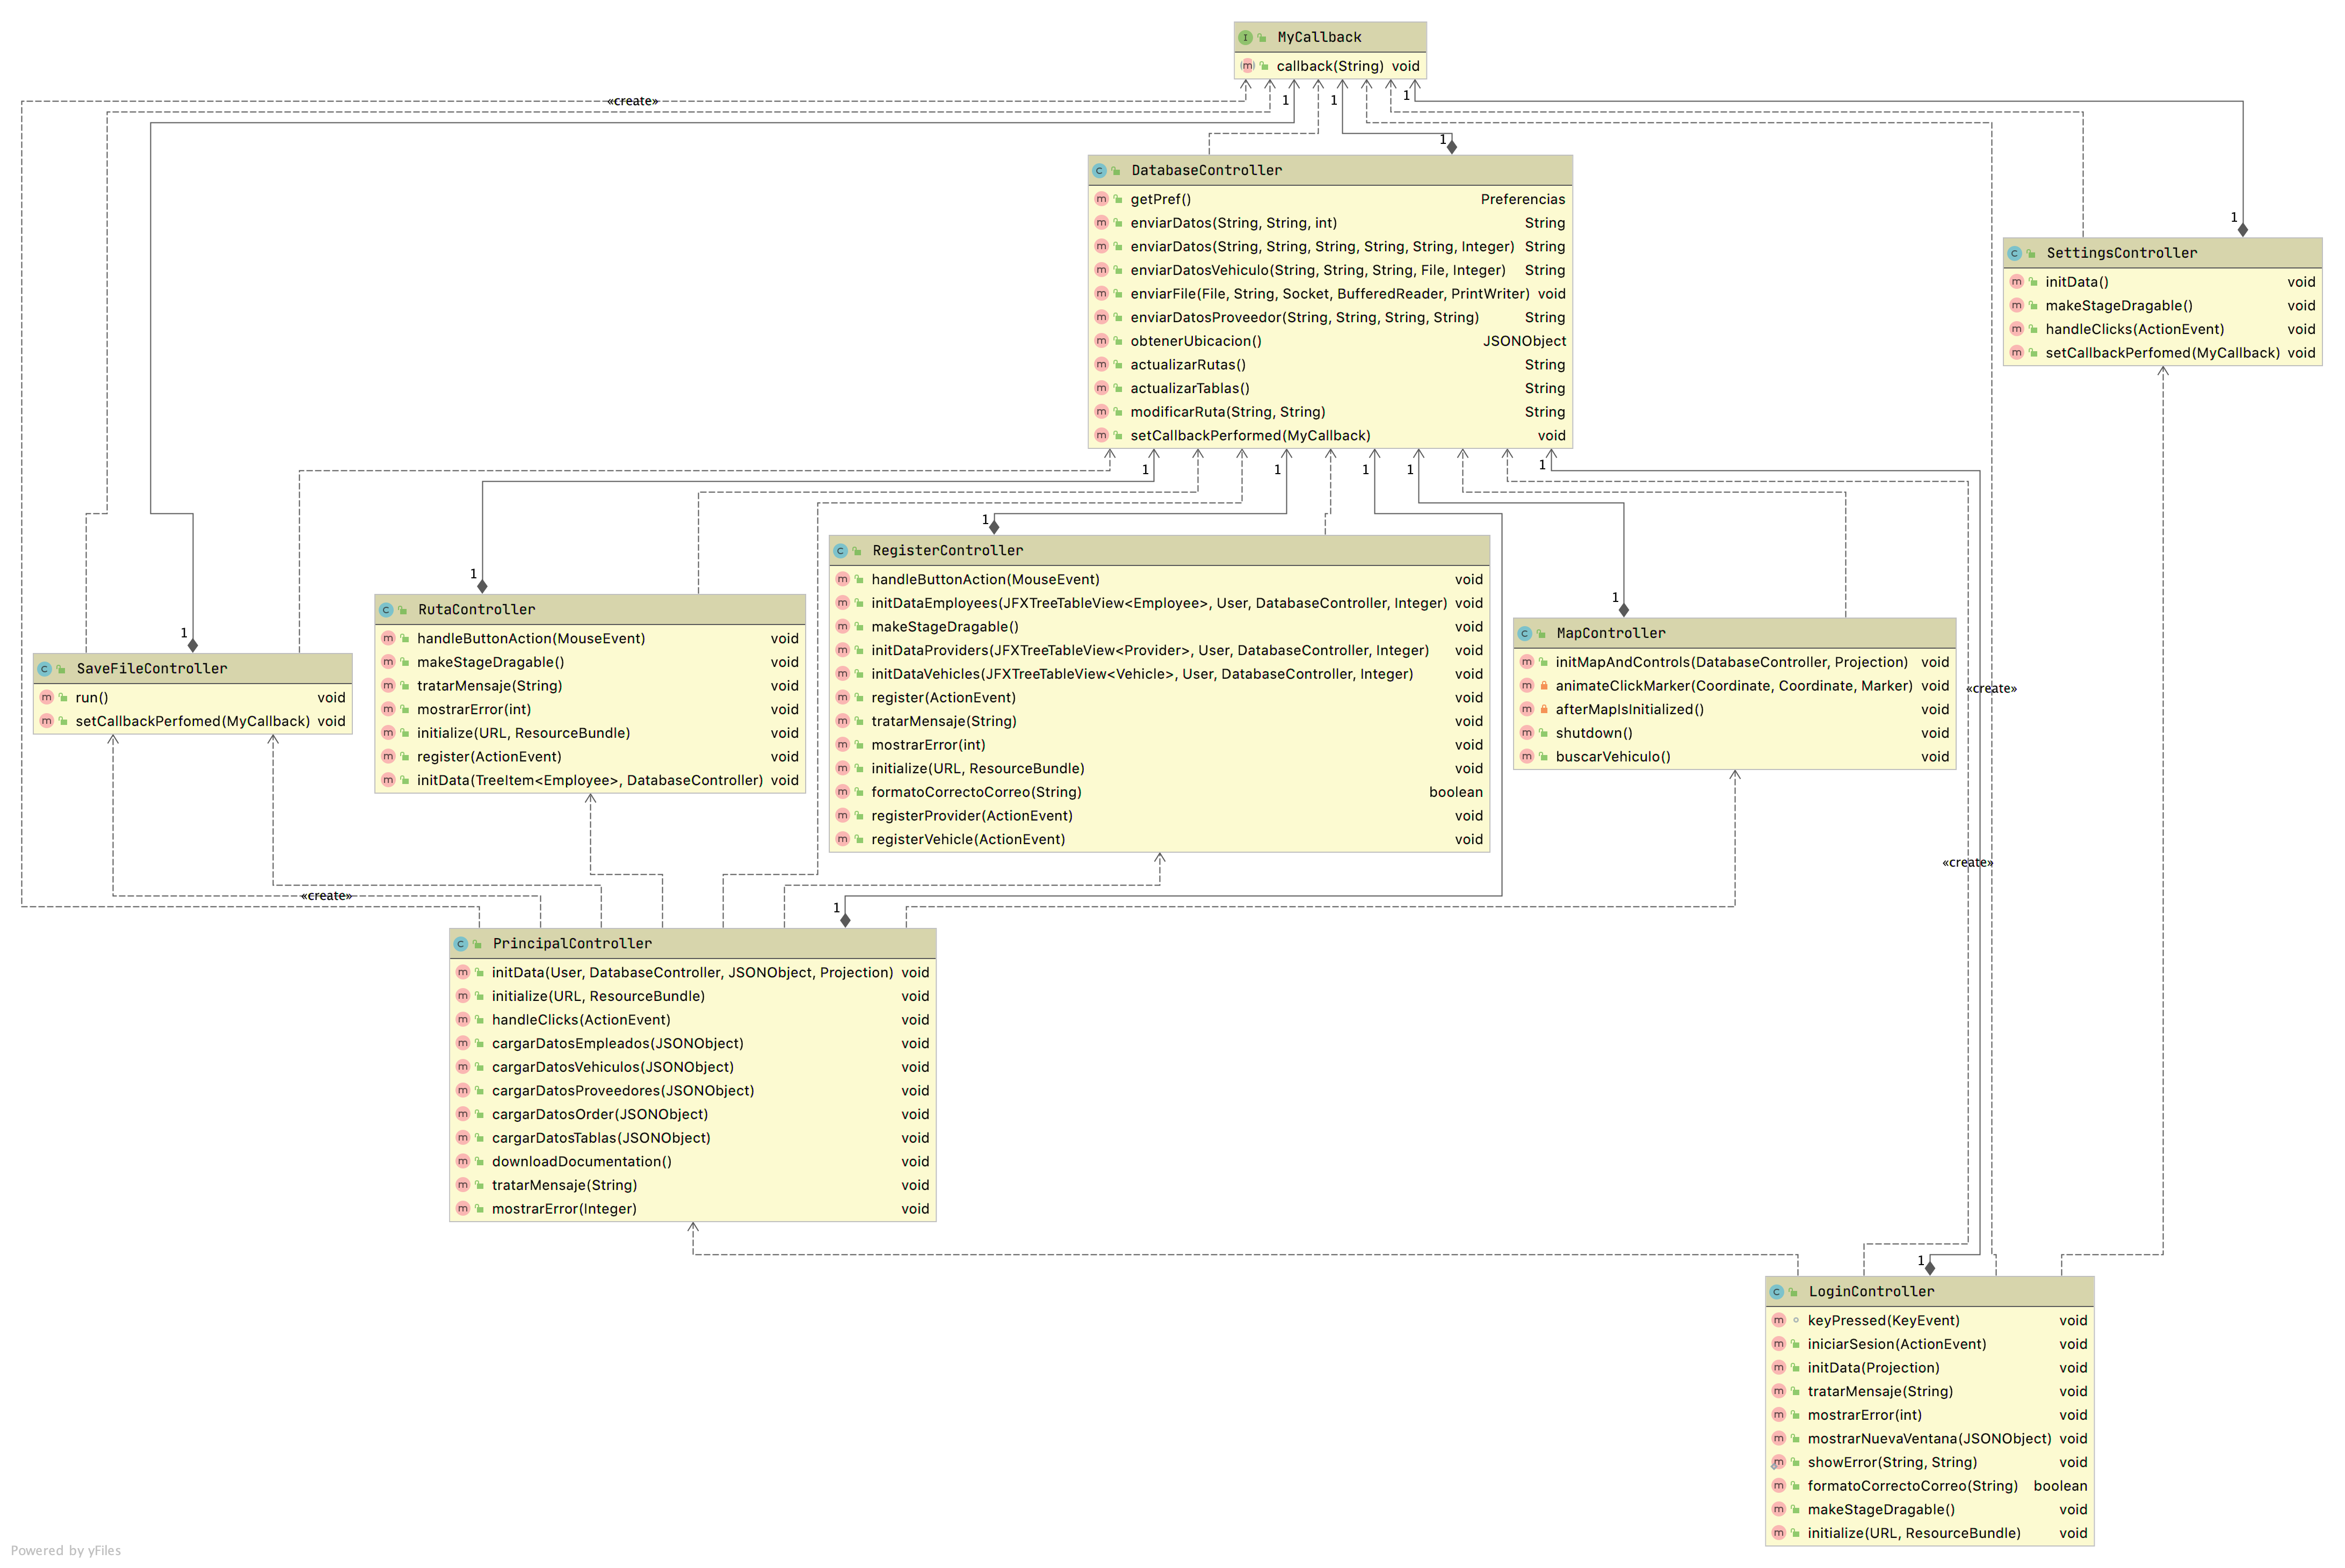 MyCallback
callback(String) void
«create»
1
1
1
1
1
DatabaseController
getPref() Preferencias
enviarDatos(String, String, int) String
enviarDatos(String, String, String, String, String, Integer) String
enviarDatosVehiculo(String, String, String, File, Integer) String
enviarFile(File, String, Socket, BufferedReader, PrintWriter) void
enviarDatosProveedor(String, String, String, String) String
obtenerUbicacion() JSONObject
actualizarRutas() String
actualizarTablas() String
modificarRuta(String, String) String
setCallbackPerformed(MyCallback) void
SettingsController
initData() void
makeStageDragable() void
handleClicks(ActionEvent) void
setCallbackPerfomed(MyCallback) void
1
1
1
1
1
1
1
1
1
SaveFileController
run() void
setCallbackPerfomed(MyCallback) void
RutaController
handleButtonAction(MouseEvent) void
makeStageDragable() void
tratarMensaje(String) void
mostrarError(int) void
initialize(URL, ResourceBundle) void
register(ActionEvent) void
initData(TreeItem<Employee>, DatabaseController) void
RegisterController
handleButtonAction(MouseEvent) void
initDataEmployees(JFXTreeTableView<Employee>, User, DatabaseController, Integer) void
makeStageDragable() void
initDataProviders(JFXTreeTableView<Provider>, User, DatabaseController, Integer) void
initDataVehicles(JFXTreeTableView<Vehicle>, User, DatabaseController, Integer) void
register(ActionEvent) void
tratarMensaje(String) void
mostrarError(int) void
initialize(URL, ResourceBundle) void
formatoCorrectoCorreo(String) boolean
registerProvider(ActionEvent) void
registerVehicle(ActionEvent) void
MapController
initMapAndControls(DatabaseController, Projection) void
animateClickMarker(Coordinate, Coordinate, Marker) void
afterMapIsInitialized() void
shutdown() void
buscarVehiculo() void
«create»
«create»
«create»
1
PrincipalController
initData(User, DatabaseController, JSONObject, Projection) void
initialize(URL, ResourceBundle) void
handleClicks(ActionEvent) void
cargarDatosEmpleados(JSONObject) void
cargarDatosVehiculos(JSONObject) void
cargarDatosProveedores(JSONObject) void
cargarDatosOrder(JSONObject) void
cargarDatosTablas(JSONObject) void
downloadDocumentation() void
tratarMensaje(String) void
mostrarError(Integer) void
1
LoginController
keyPressed(KeyEvent) void
iniciarSesion(ActionEvent) void
initData(Projection) void
tratarMensaje(String) void
mostrarError(int) void
mostrarNuevaVentana(JSONObject) void
showError(String, String) void
formatoCorrectoCorreo(String) boolean
makeStageDragable() void
initialize(URL, ResourceBundle) void
Powered by yFiles